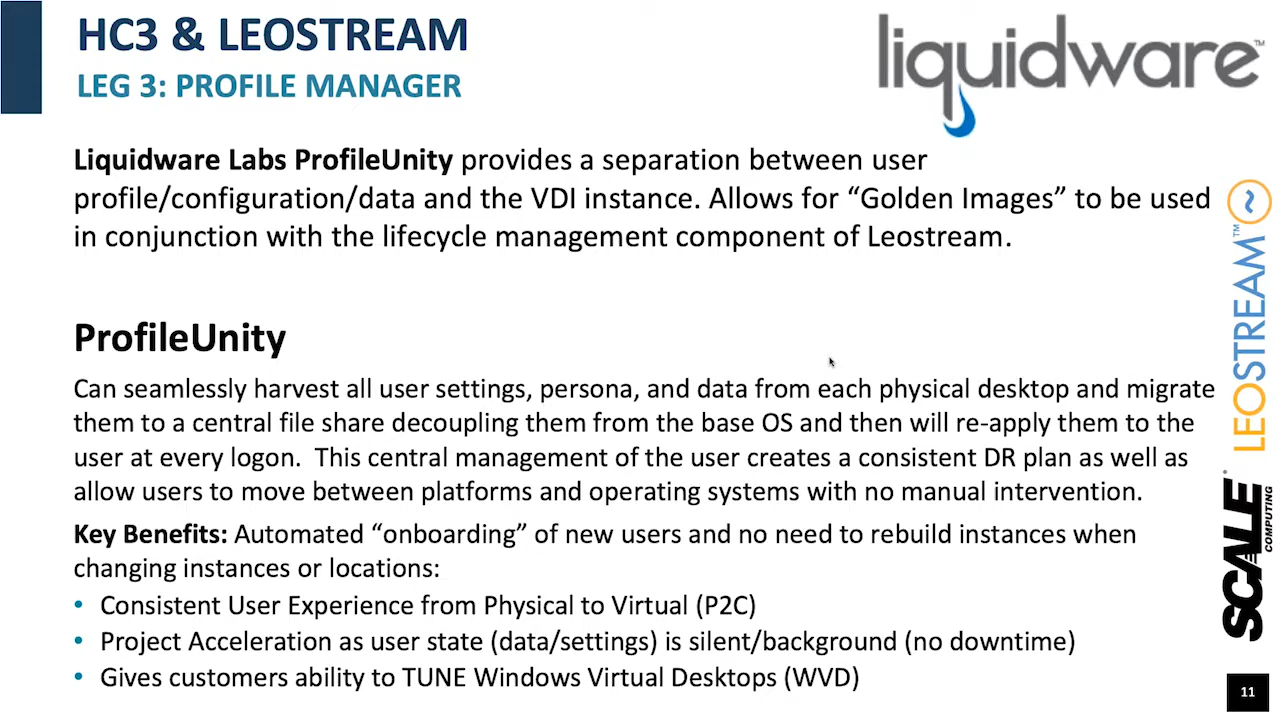 HC3 & LEOSTREAM
LEG 3: PROFILE MANAGER
liquidware™
Liquidware Labs ProfileUnity provides a separation between user
profile/configuration/data and the VDI instance. Allows for “Golden Images” to be used
in conjunction with the lifecycle management component of Leostream.
ProfileUnity
Can seamlessly harvest all user settings, persona, and data from each physical desktop and migrate
them to a central file share decoupling them from the base OS and then will re-apply them to the
user at every logon.  This central management of the user creates a consistent DR plan as well as
allow users to move between platforms and operating systems with no manual intervention.
Key Benefits: Automated “onboarding” of new users and no need to rebuild instances when
changing instances or locations:
• Consistent User Experience from Physical to Virtual (P2C)
• Project Acceleration as user state (data/settings) is silent/background (no downtime)
• Gives customers ability to TUNE Windows Virtual Desktops (WVD)
LEOSTREAM™
SCALE®
COMPUTING
11